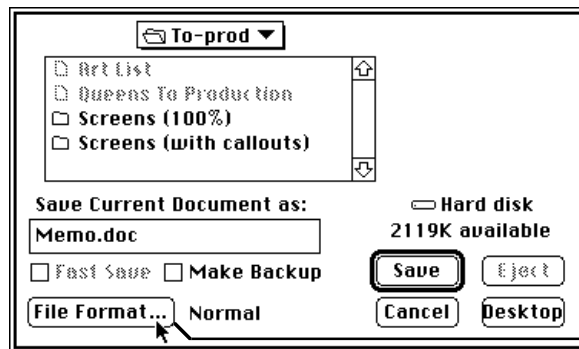 To-prod
Art List
Queens To Production
Screens (100%)
Screens (with callouts)
Save Current Document as:
Hard disk
Memo.doc
2119K available
Fast Save
Make Backup
Save
Eject
File Format...
Normal
Cancel
Desktop